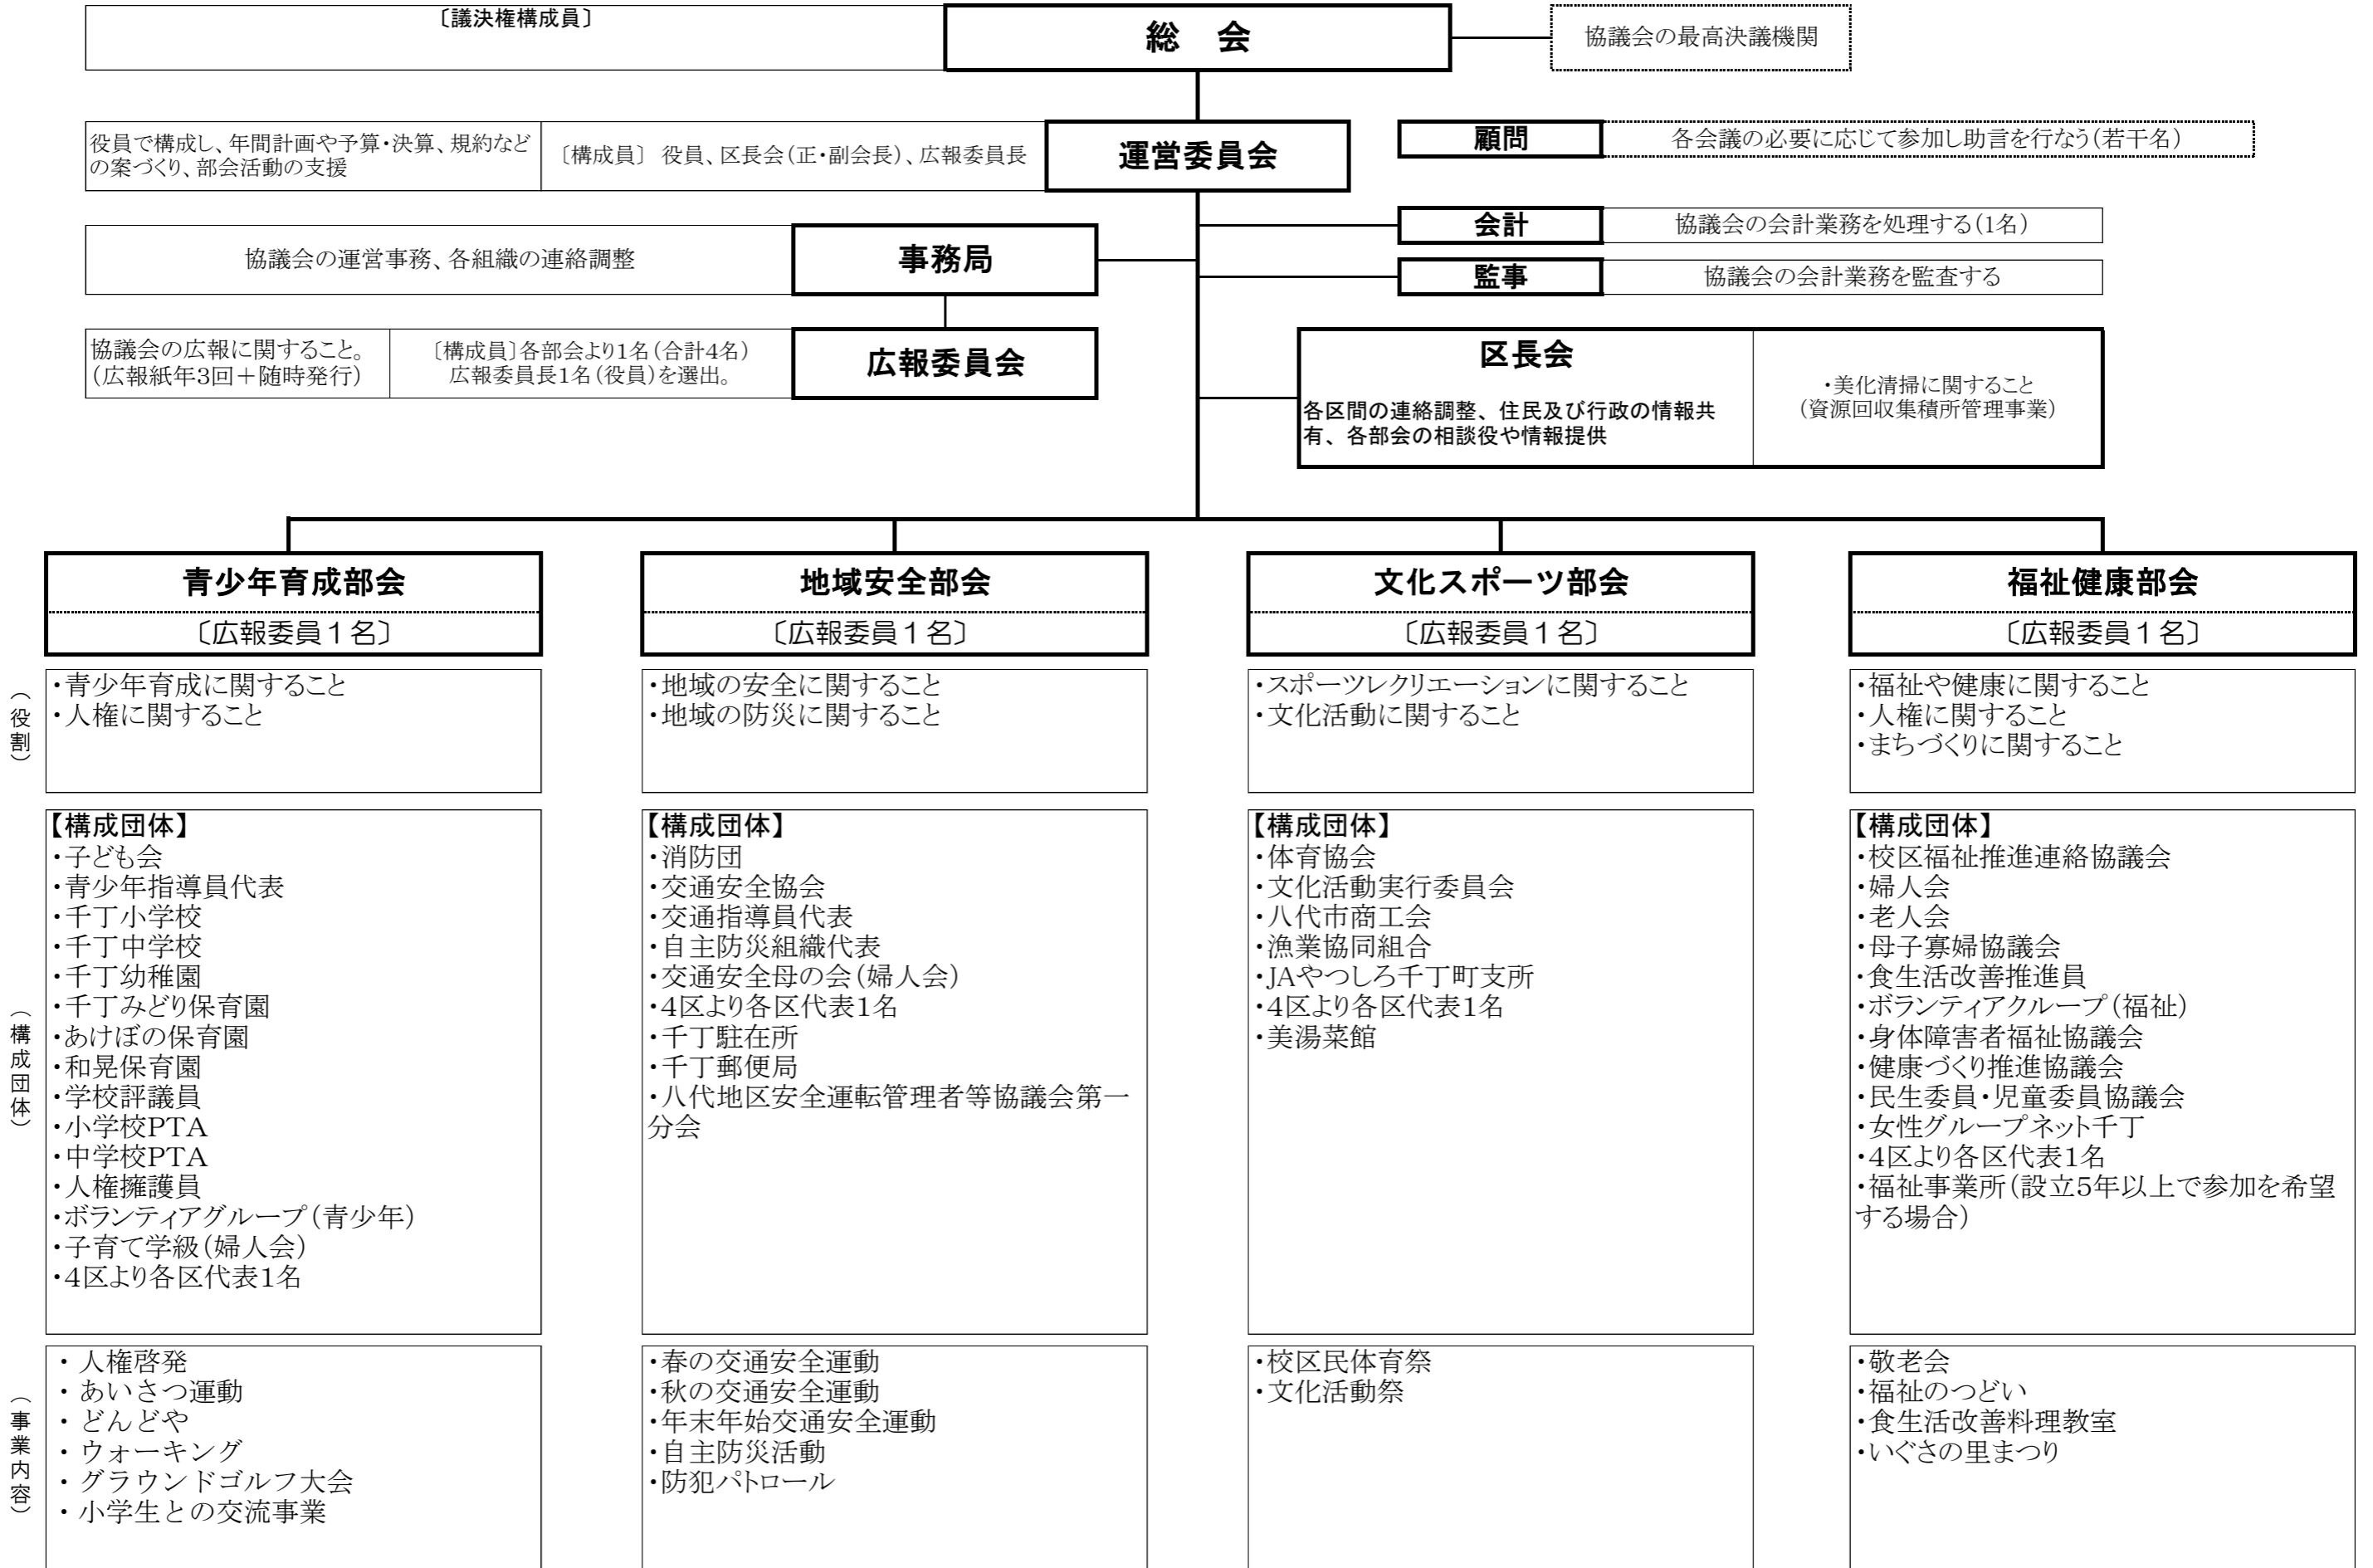 〔議決権構成員〕
総　会
協議会の最高決議機関
役員で構成し、年間計画や予算・決算、規約など
の案づくり、部会活動の支援
〔構成員〕 役員、区長会(正・副会長)、広報委員長
運営委員会
顧問
各会議の必要に応じて参加し助言を行なう(若干名)
会計
協議会の会計業務を処理する(1名)
協議会の運営事務、各組織の連絡調整
事務局
監事
協議会の会計業務を監査する
協議会の広報に関すること。
(広報紙年3回＋随時発行)
〔構成員〕各部会より1名(合計4名)
広報委員長1名(役員)を選出。
広報委員会
区長会
各区間の連絡調整、住民及び行政の情報共
有、各部会の相談役や情報提供
・美化清掃に関すること
(資源回収集積所管理事業)
青少年育成部会
〔広報委員１名〕
地域安全部会
〔広報委員１名〕
文化スポーツ部会
〔広報委員１名〕
福祉健康部会
〔広報委員１名〕
（役割）
・青少年育成に関すること
・人権に関すること
・地域の安全に関すること
・地域の防災に関すること
・スポーツレクリエーションに関すること
・文化活動に関すること
・福祉や健康に関すること
・人権に関すること
・まちづくりに関すること
（構成団体）
【構成団体】
・子ども会
・青少年指導員代表
・千丁小学校
・千丁中学校
・千丁幼稚園
・千丁みどり保育園
・あけぼの保育園
・和晃保育園
・学校評議員
・小学校PTA
・中学校PTA
・人権擁護員
・ボランティアグループ(青少年)
・子育て学級(婦人会)
・4区より各区代表1名
【構成団体】
・消防団
・交通安全協会
・交通指導員代表
・自主防災組織代表
・交通安全母の会(婦人会)
・4区より各区代表1名
・千丁駐在所
・千丁郵便局
・八代地区安全運転管理者等協議会第一
分会
【構成団体】
・体育協会
・文化活動実行委員会
・八代市商工会
・漁業協同組合
・JAやつしろ千丁町支所
・4区より各区代表1名
・美湯菜館
【構成団体】
・校区福祉推進連絡協議会
・婦人会
・老人会
・母子寡婦協議会
・食生活改善推進員
・ボランティアクループ(福祉)
・身体障害者福祉協議会
・健康づくり推進協議会
・民生委員・児童委員協議会
・女性グループネット千丁
・4区より各区代表1名
・福祉事業所(設立5年以上で参加を希望
する場合)
（事業内容）
・ 人権啓発
・ あいさつ運動
・ どんどや
・ ウォーキング
・ グラウンドゴルフ大会
・ 小学生との交流事業
・春の交通安全運動
・秋の交通安全運動
・年末年始交通安全運動
・自主防災活動
・防犯パトロール
・校区民体育祭
・文化活動祭
・敬老会
・福祉のつどい
・食生活改善料理教室
・いぐさの里まつり